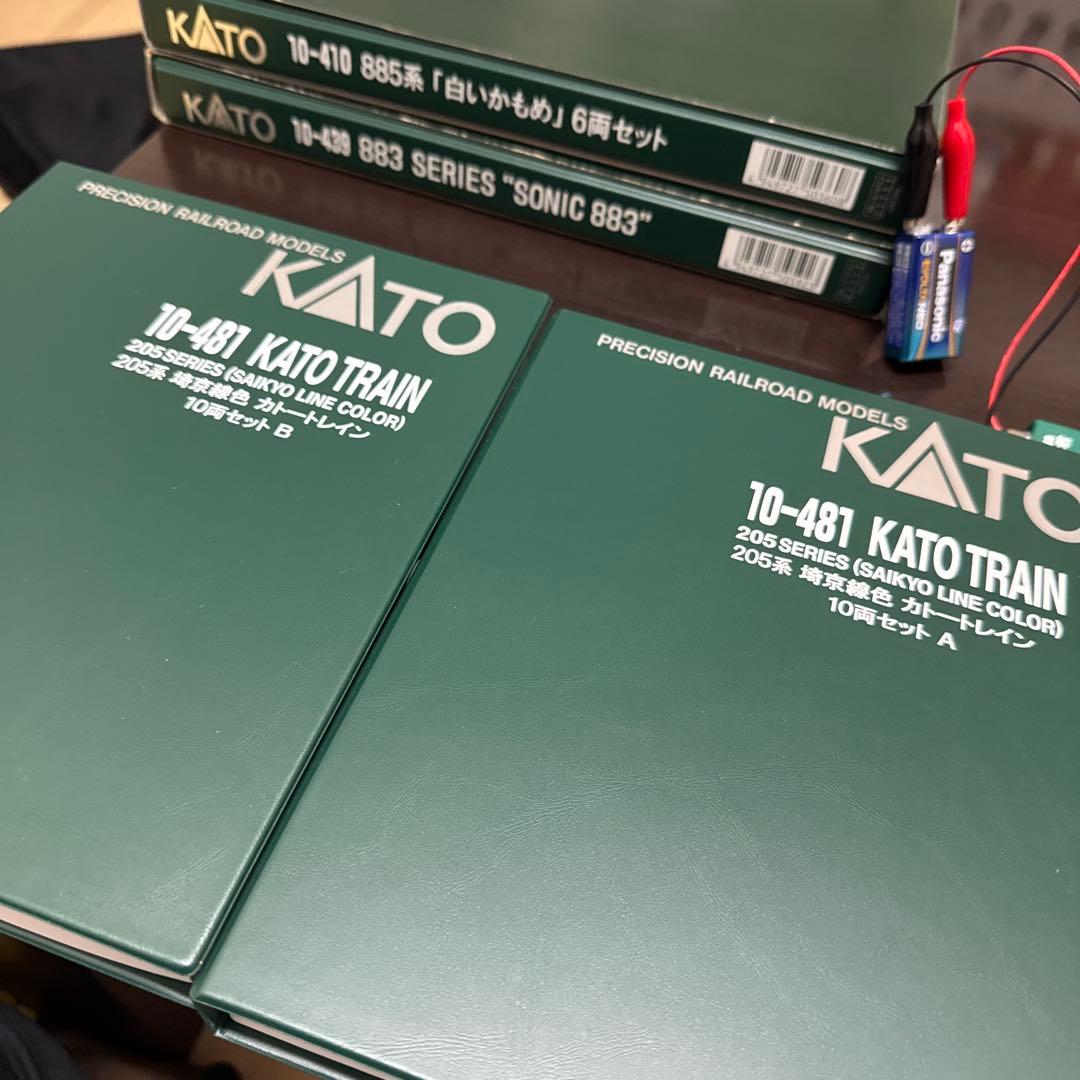 KATO 10-410 885系「白いかもめ」6両セット
KATO 10-439 883 SERIES "SONIC 883"
PRECISION RAILROAD MODELS
KATO
10-481 KATO TRAIN
205 SERIES (SAIKYO LINE COLOR)
205系 埼京線色 カトートレイン
10両セット B
PRECISION RAILROAD MODELS
KATO
10-481 KATO TRAIN
205 SERIES (SAIKYO LINE COLOR)
205系 埼京線色 カトートレイン
10両セット A
Panasonic
EVOLTA NEO